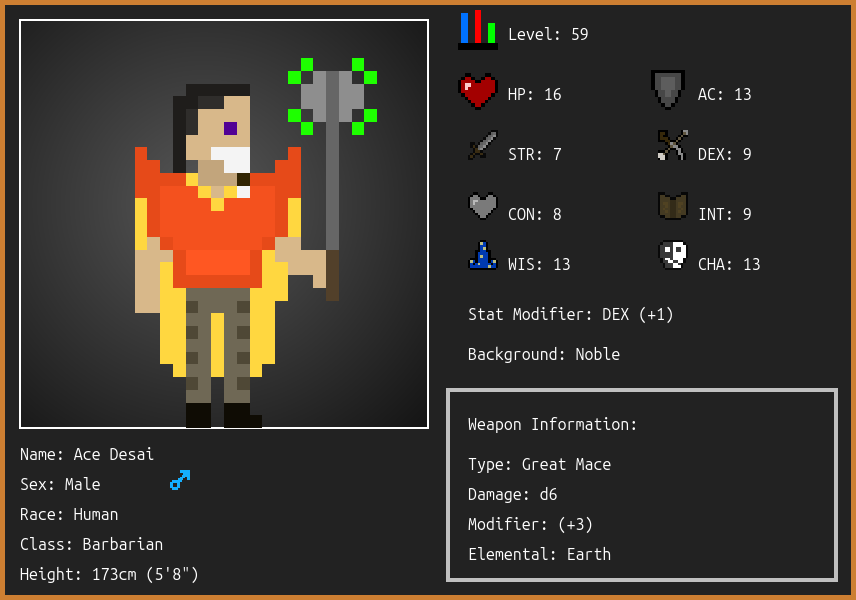 Level: 59
HP: 16
AC: 13
STR: 7
DEX: 9
CON: 8
INT: 9
WIS: 13
CHA: 13
Stat Modifier: DEX (+1)
Background: Noble
Weapon Information:
Type: Great Mace
Damage: d6
Modifier: (+3)
Elemental: Earth
Name: Ace Desai
Sex: Male
Race: Human
Class: Barbarian
Height: 173cm (5'8")